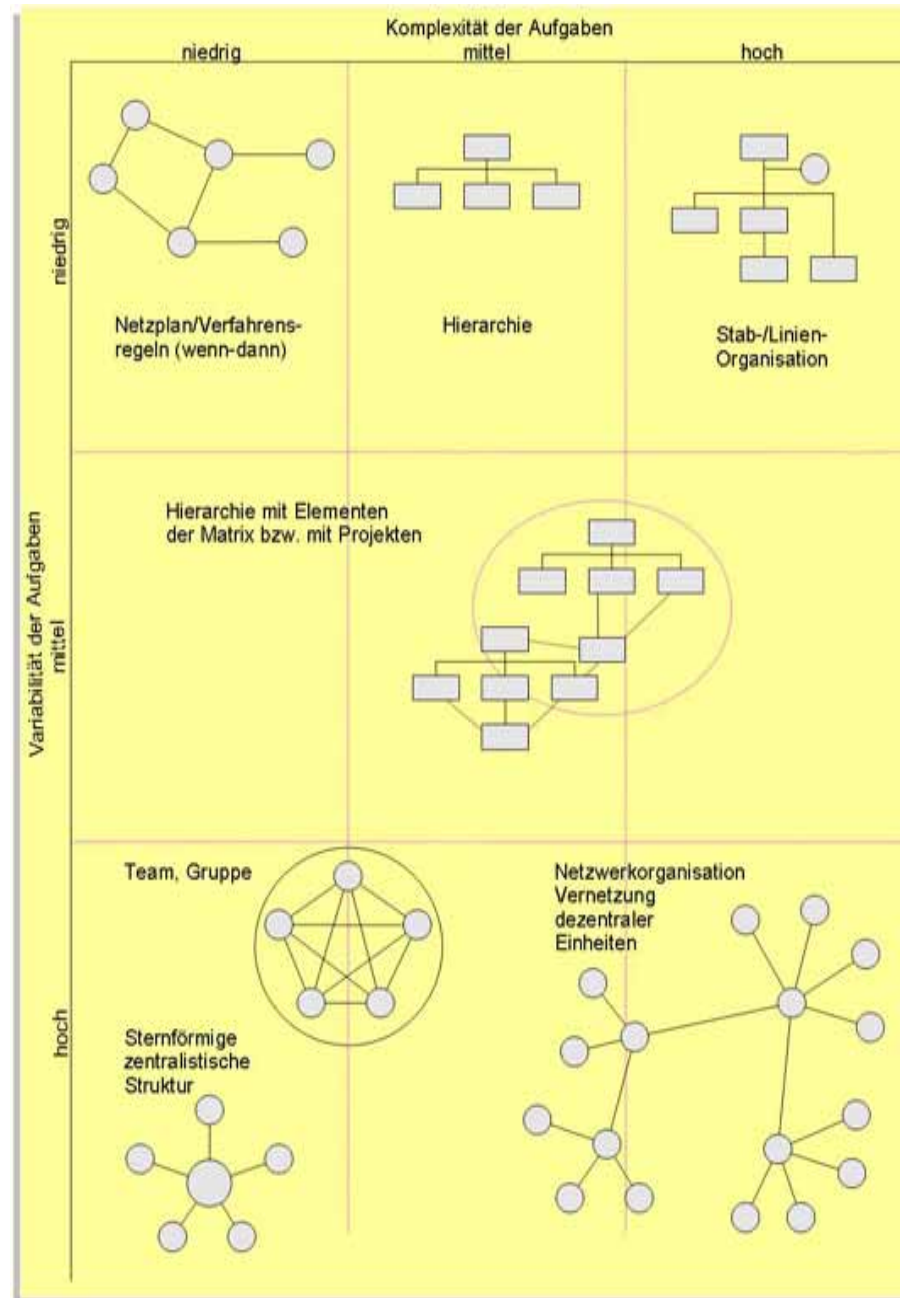 Komplexität der Aufgaben
niedrig mittel hoch
Variabilität der Aufgaben
niedrig
Netzplan/Verfahrens-
regeln (wenn-dann)
Hierarchie
Stab-/Linien-
Organisation
mittel
Hierarchie mit Elementen
der Matrix bzw. mit Projekten
hoch
Team, Gruppe
Sternförmige
zentralistische
Struktur
Netzwerkorganisation
Vernetzung
dezentraler
Einheiten